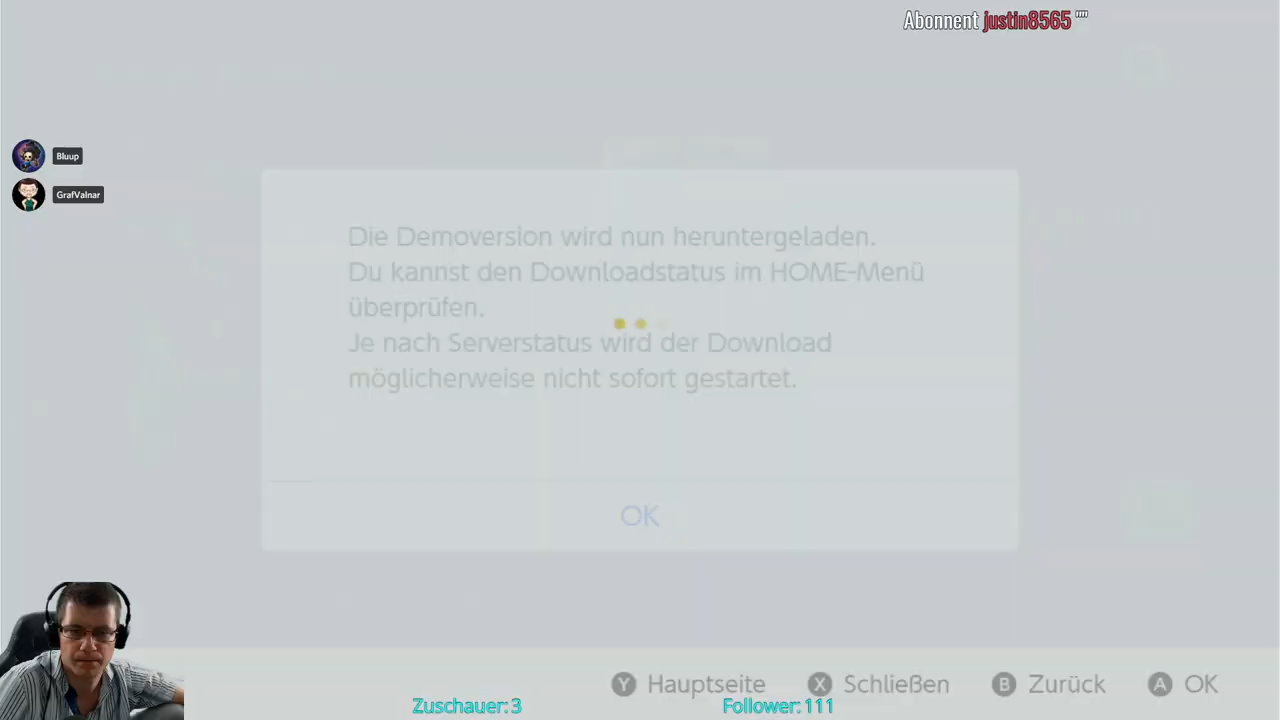 Abonnent justin8565 ""
Bluup
GrafValnar
Die Demoversion wird nun heruntergeladen.
Du kannst den Downloadstatus im HOME-Menü
überprüfen.
Je nach Serverstatus wird der Download
möglicherweise nicht sofort gestartet.
OK
Y Hauptseite X Schließen B Zurück A OK
Zuschauer: 3 Follower: 111